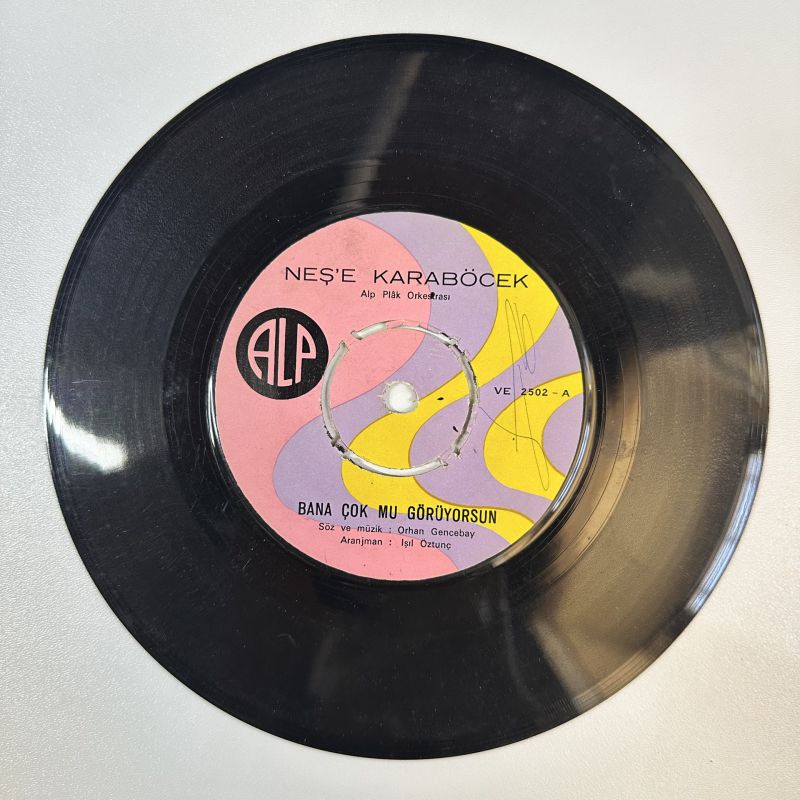 NEŞ'E KARABÖCEK
Alp Plâk Orkestrası
ALP
VE 2502 - A
BANA ÇOK MU GÖRÜYORSUN
Söz ve müzik : Orhan Gencebay
Aranjman : Işıl Öztunç